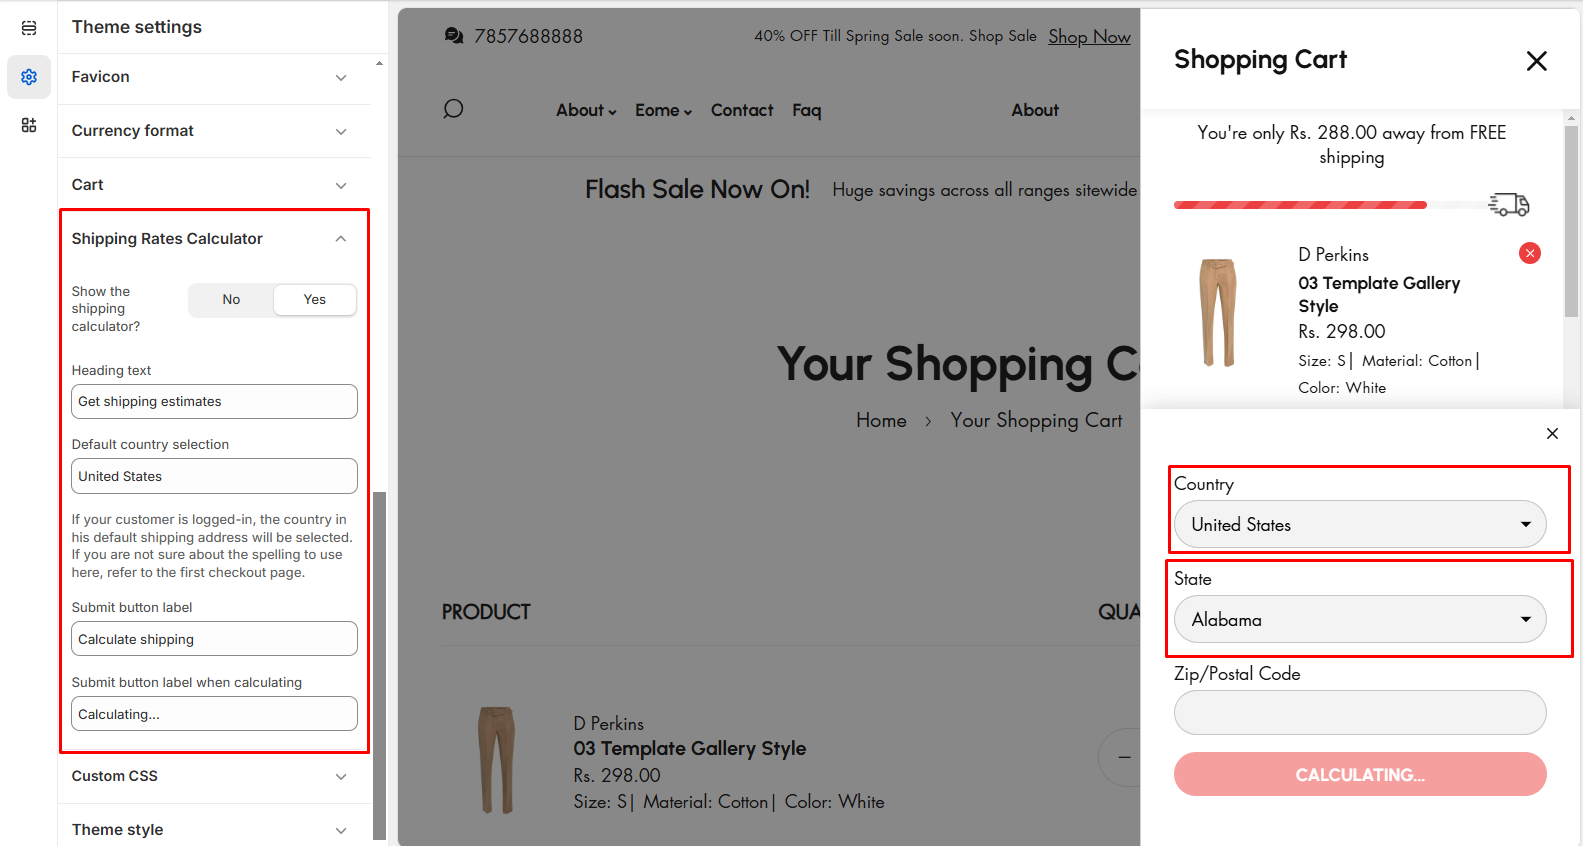 Theme settings
Favicon
Currency format
Cart
Shipping Rates Calculator
Show the
shipping
calculator?
No
Yes
Heading text
Get shipping estimates
Default country selection
United States
If your customer is logged-in, the country in
his default shipping address will be selected.
If you are not sure about the spelling to use
here, refer to the first checkout page.
Submit button label
Calculate shipping
Submit button label when calculating
Calculating...
Custom CSS
Theme style
7857688888
40% OFF Till Spring Sale soon. Shop Sale Shop Now
About Eome Contact Faq
About
Flash Sale Now On! Huge savings across all ranges sitewide
Your Shopping C
Home > Your Shopping Cart
PRODUCT
QUA
D Perkins
03 Template Gallery Style
Rs. 298.00
Size: S| Material: Cotton| Color: White
−
Shopping Cart
You're only Rs. 288.00 away from FREE
shipping
D Perkins
03 Template Gallery
Style
Rs. 298.00
Size: S| Material: Cotton|
Color: White
Country
United States
State
Alabama
Zip/Postal Code
CALCULATING...